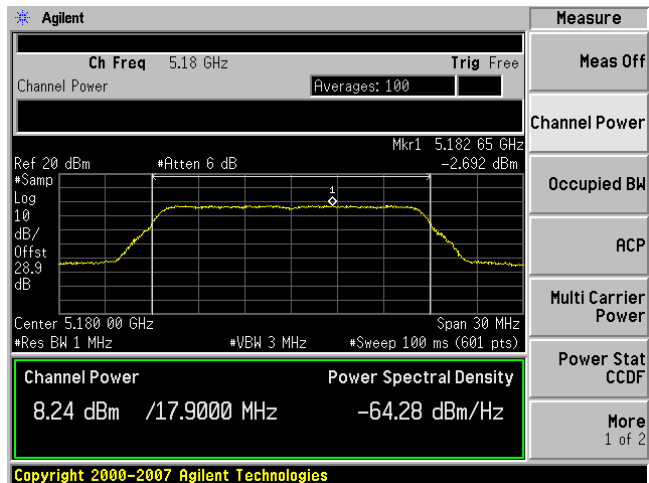 Agilent
Measure
Ch Freq 5.18 GHz
Trig Free
Channel Power
Averages: 100
Mkr1 5.182 65 GHz
Ref 20 dBm
#Atten 6 dB
-2.692 dBm
#Samp
Log
10
dB/
Offst
28.9
dB
1
Center 5.180 00 GHz
Span 30 MHz
#Res BW 1 MHz
#VBW 3 MHz
#Sweep 100 ms (601 pts)
Channel Power
Power Spectral Density
8.24 dBm /17.9000 MHz
-64.28 dBm/Hz
Copyright 2000-2007 Agilent Technologies
Meas Off
Channel Power
Occupied BW
ACP
Multi Carrier
Power
Power Stat
CCDF
More
1 of 2